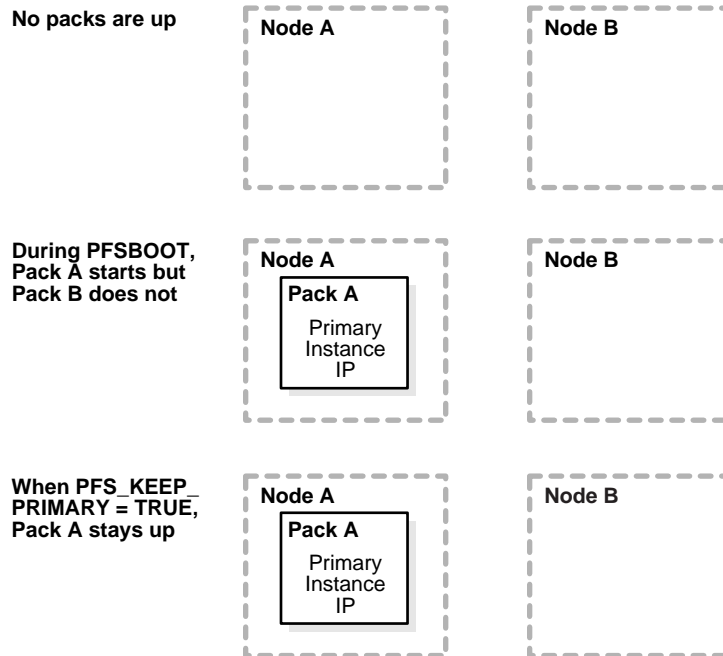 No packs are up
Node A
Node B
During PFSBOOT,
Pack A starts but
Pack B does not
Node A
Pack A
Primary
Instance
IP
Node B
When PFS_KEEP_
PRIMARY = TRUE,
Pack A stays up
Node A
Pack A
Primary
Instance
IP
Node B